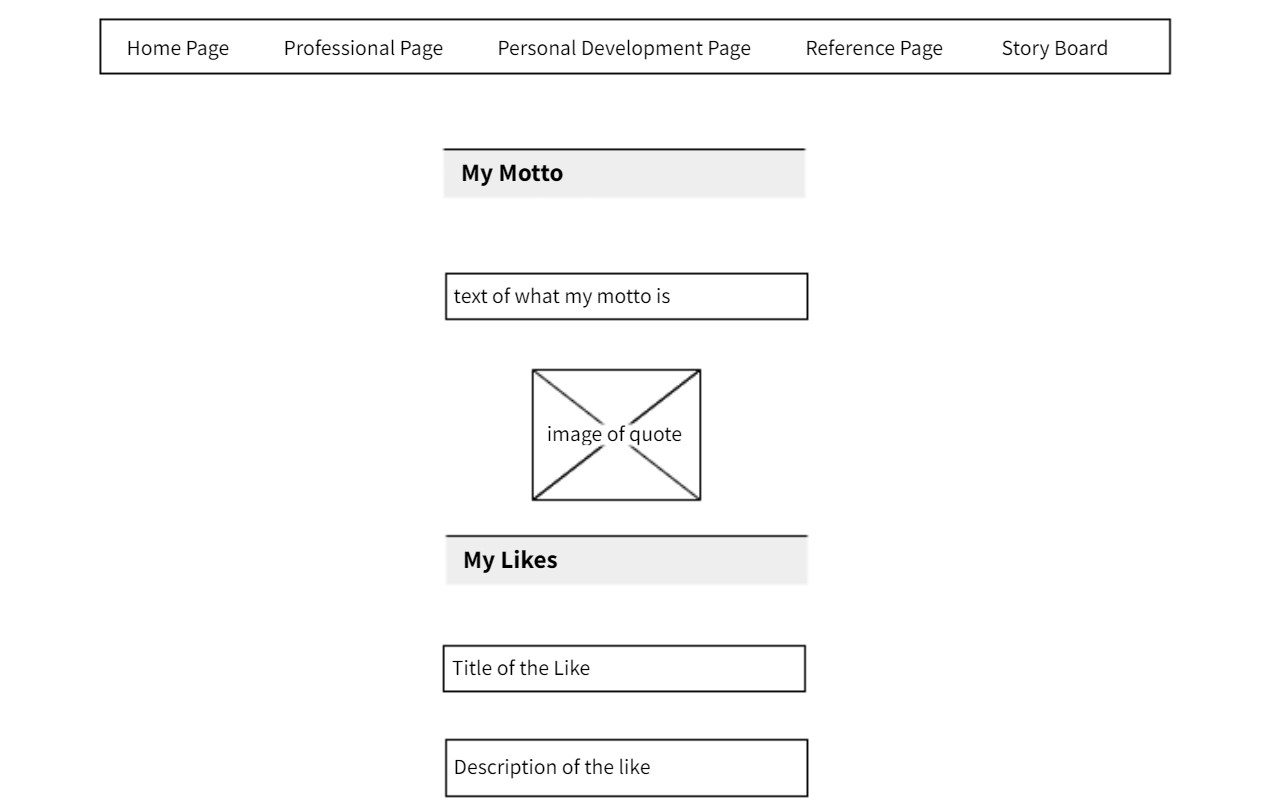 Home Page Professional Page Personal Development Page Reference Page Story Board
My Motto
text of what my motto is
image of quote
My Likes
Title of the Like
Description of the like